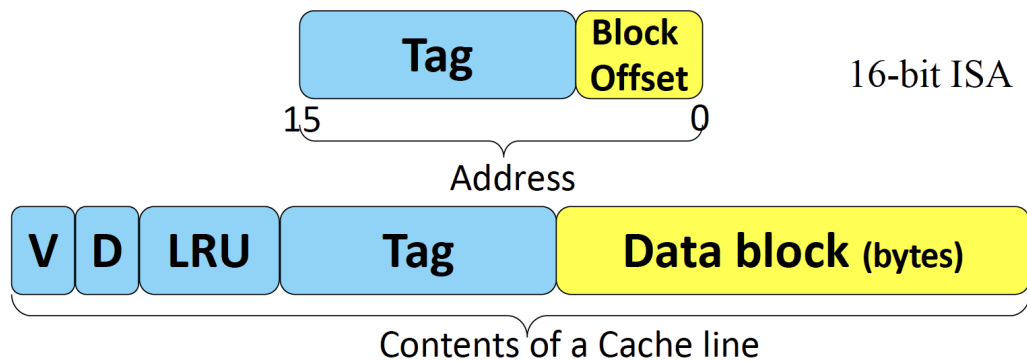 Tag
Block
Offset
16-bit ISA
15
0
Address
V D LRU Tag Data block (bytes)
Contents of a Cache line